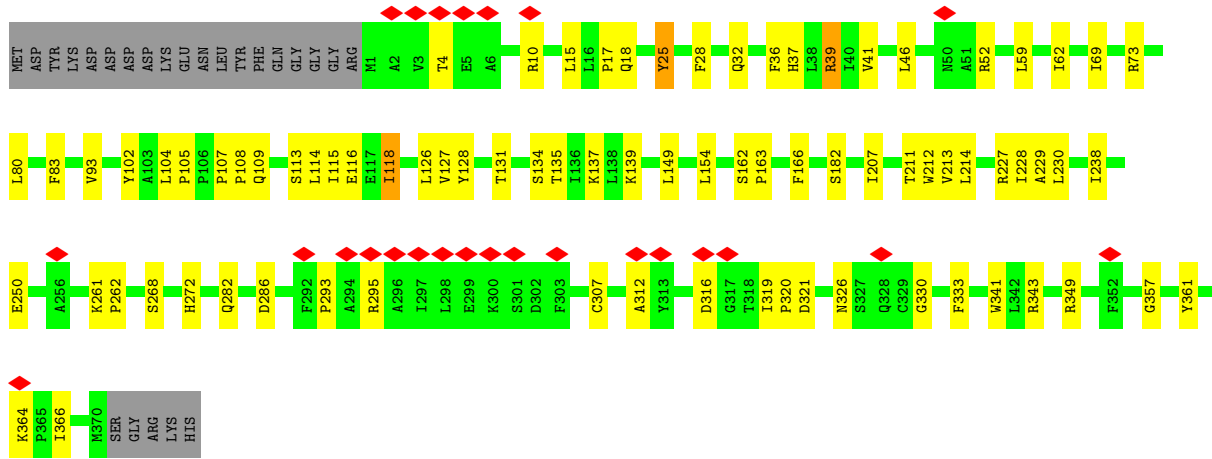 MET ASP TYR LYS ASP ASP ASP ASP LYS GLU ASN LEU TYR PHE GLN GLY GLY GLY ARG M1 A2 V3 T4 E5 A6 R10 L15 L16 P17 Q18 Y25 F28 Q32 F36 H37 L38 R39 I40 V41 L46 N50 A51 R52 L59 I62 I69 R73
L80 F83 V93 Y102 A103 L104 P105 P106 P107 P108 Q109 S113 L114 I115 E116 E117 I118 L126 V127 Y128 T131 S134 T135 I136 K137 L138 K139 L149 L154 S162 P163 F166 S182 I207 T211 W212 V213 L214 R227 I228 A229 L230 I238
E250 A256 K261 P262 S268 H272 Q282 D286 F292 P293 A294 R295 A296 I297 L298 E299 K300 S301 D302 F303 C307 A312 Y313 D316 G317 T318 I319 P320 D321 N326 S327 Q328 C329 G330 F333 W341 L342 R343 R349 F352 G357 Y361
K364 P365 I366 M370 SER GLY ARG LYS HIS